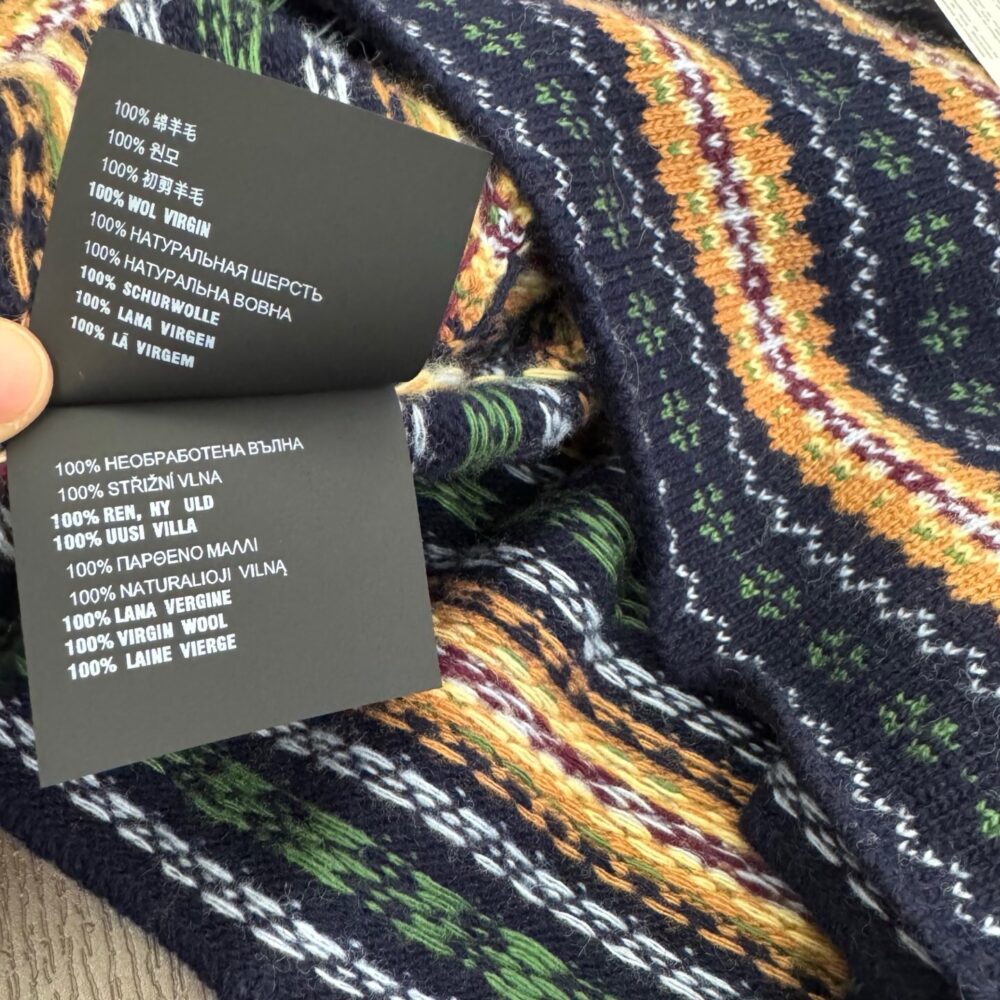 100% 绵羊毛
100% 원모
100% 初剪羊毛
100% WOL VIRGIN
100% НАТУРАЛЬНАЯ ШЕРСТЬ
100% НАТУРАЛЬНА ВОВНА
100% SCHURWOLLE
100% LANA VIRGEN
100% LÃ VIRGEM
100% НЕОБРАБОТЕНА ВЪЛНА
100% STŘIŽNÍ VLNA
100% REN, NY ULD
100% UUSI VILLA
100% ΠΑΡΘΕΝΟ ΜΑΛΛΙ
100% NATURALIOJI VILNĄ
100% LANA VERGINE
100% VIRGIN WOOL
100% LAINE VIERGE